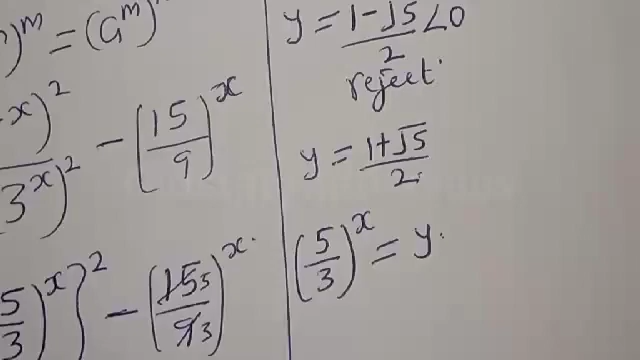 )^m = (a^m)
-x)^2 / 3^x)^2 - (15/9)^x
5/3)^x}^2 - (15 5/9 3)^x.
y = 1-√5/2 < 0
reject.
y = 1+√5/2.
(5/3)^x = y.